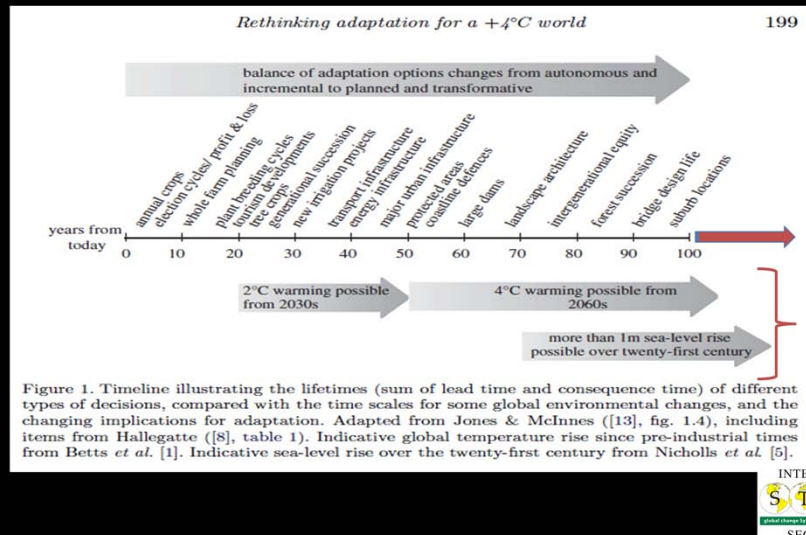 Rethinking adaptation for a +4°C world 199
balance of adaptation options changes from autonomous and
incremental to planned and transformative
annual crops
election cycles/ profit & loss
whole farm planning
plant breeding cycles
tourism developments
tree crops
generational succession
new irrigation projects
transport infrastructure
energy infrastructure
major urban infrastructure
protected areas
coastline defences
large dams
landscape architecture
intergenerational equity
forest succession
bridge design life
suburb locations
years from
today
0 10 20 30 40 50 60 70 80 90 100
2°C warming possible
from 2030s
4°C warming possible from
2060s
more than 1m sea-level rise
possible over twenty-first century
Figure 1. Timeline illustrating the lifetimes (sum of lead time and consequence time) of different
types of decisions, compared with the time scales for some global environmental changes, and the
changing implications for adaptation. Adapted from Jones & McInnes ([13], fig. 1.4), including
items from Hallegatte ([8], table 1). Indicative global temperature rise since pre-industrial times
from Betts et al. [1]. Indicative sea-level rise over the twenty-first century from Nicholls et al. [5].
INTE
S T